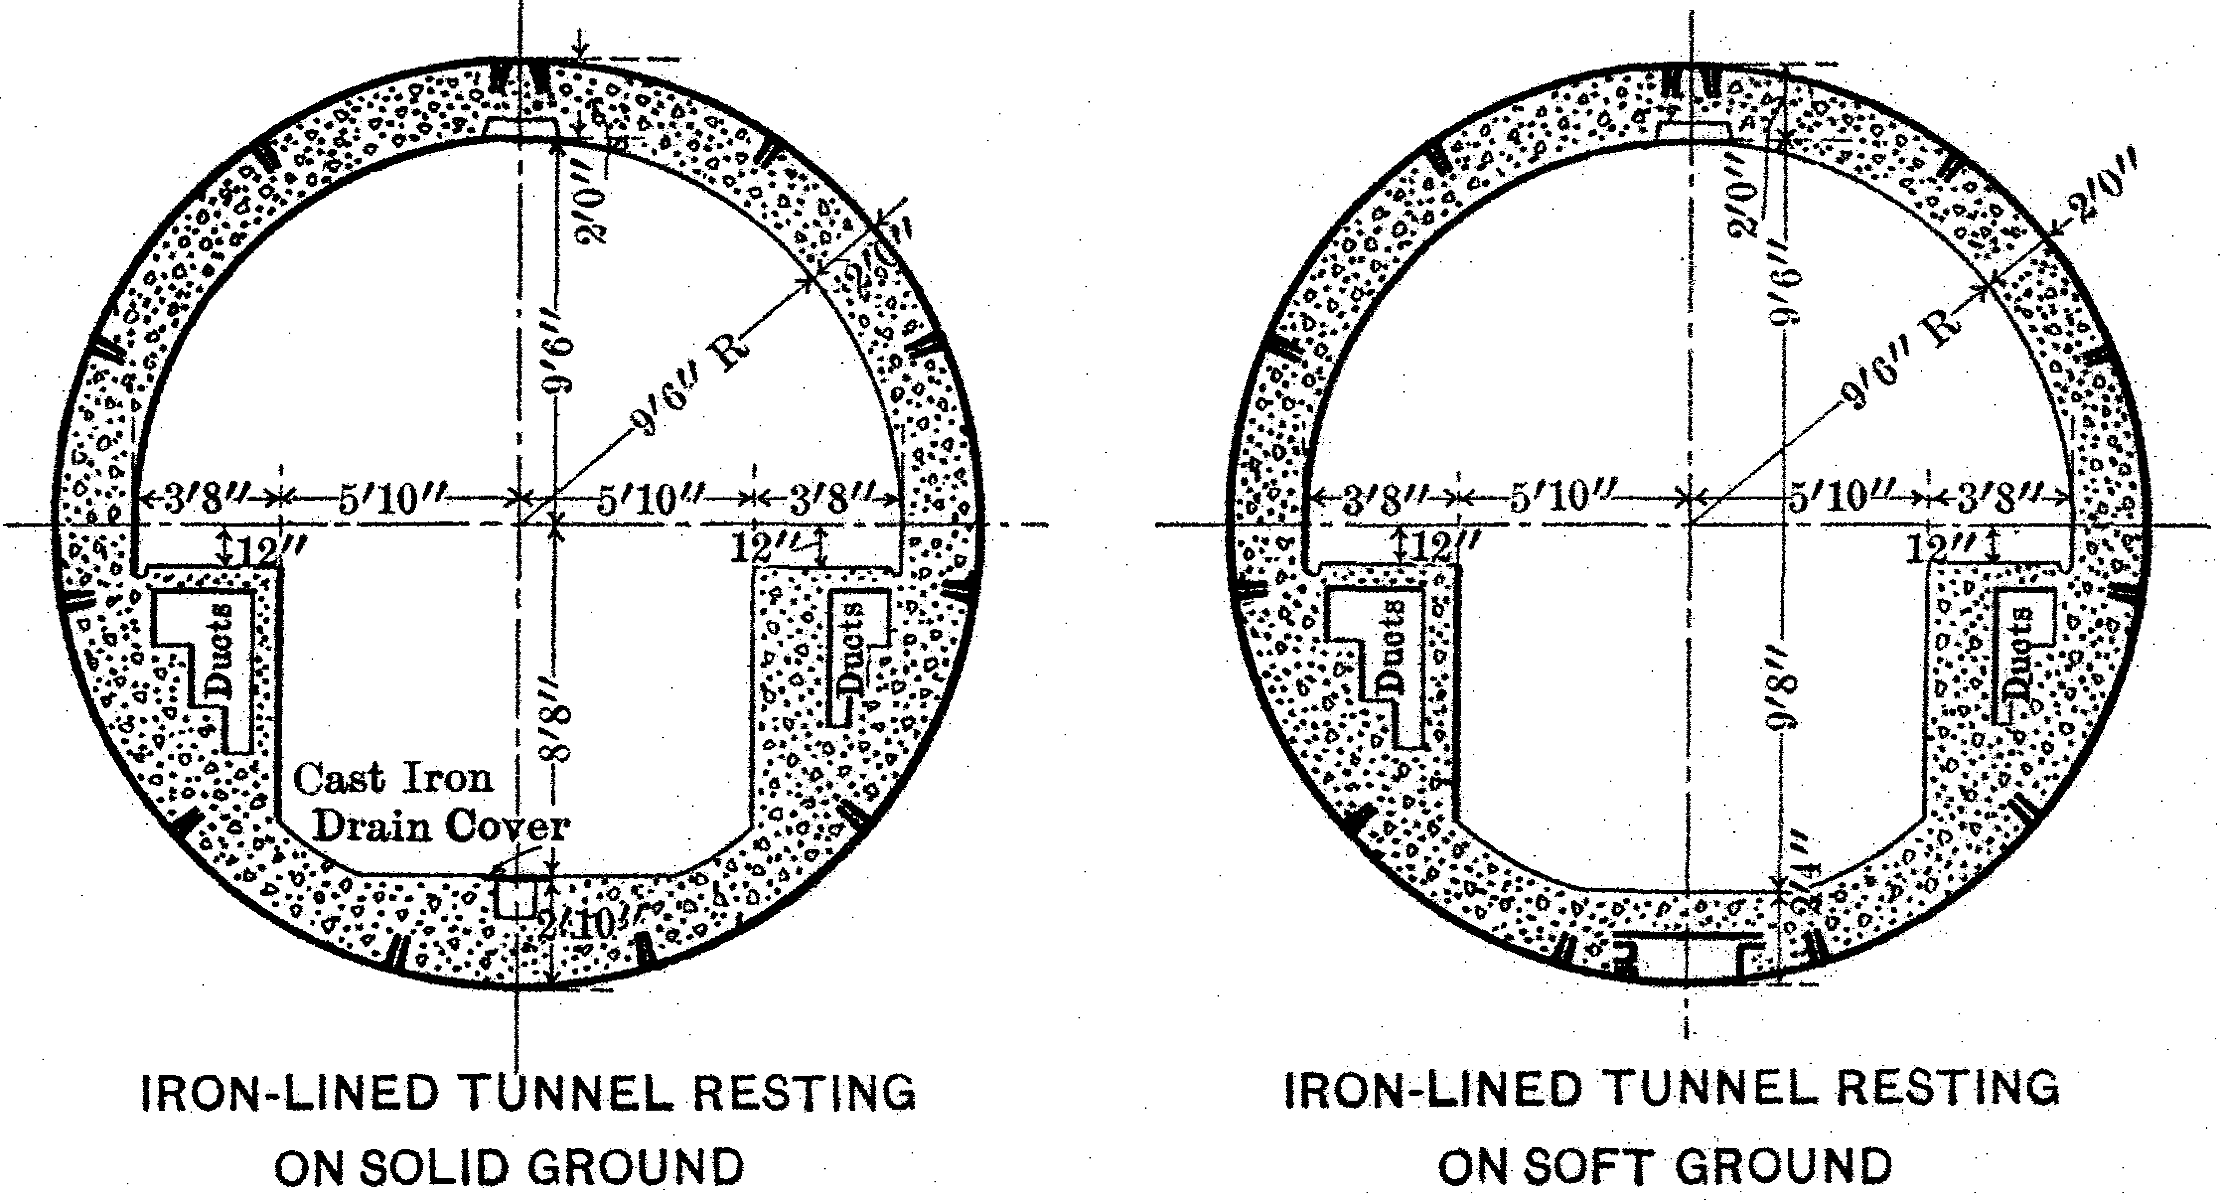 2'0"
2'0"
9'6"
9'6" R
3'8" 5'10" 5'10" 3'8"
12" 12"
Ducts Ducts
8'8"
Cast Iron
Drain Cover
2'10"
IRON-LINED TUNNEL RESTING
ON SOLID GROUND
2'0"
2'0"
9'6"
9'6" R
3'8" 5'10" 5'10" 3'8"
12" 12"
Ducts Ducts
9'8"
2'4"
IRON-LINED TUNNEL RESTING
ON SOFT GROUND